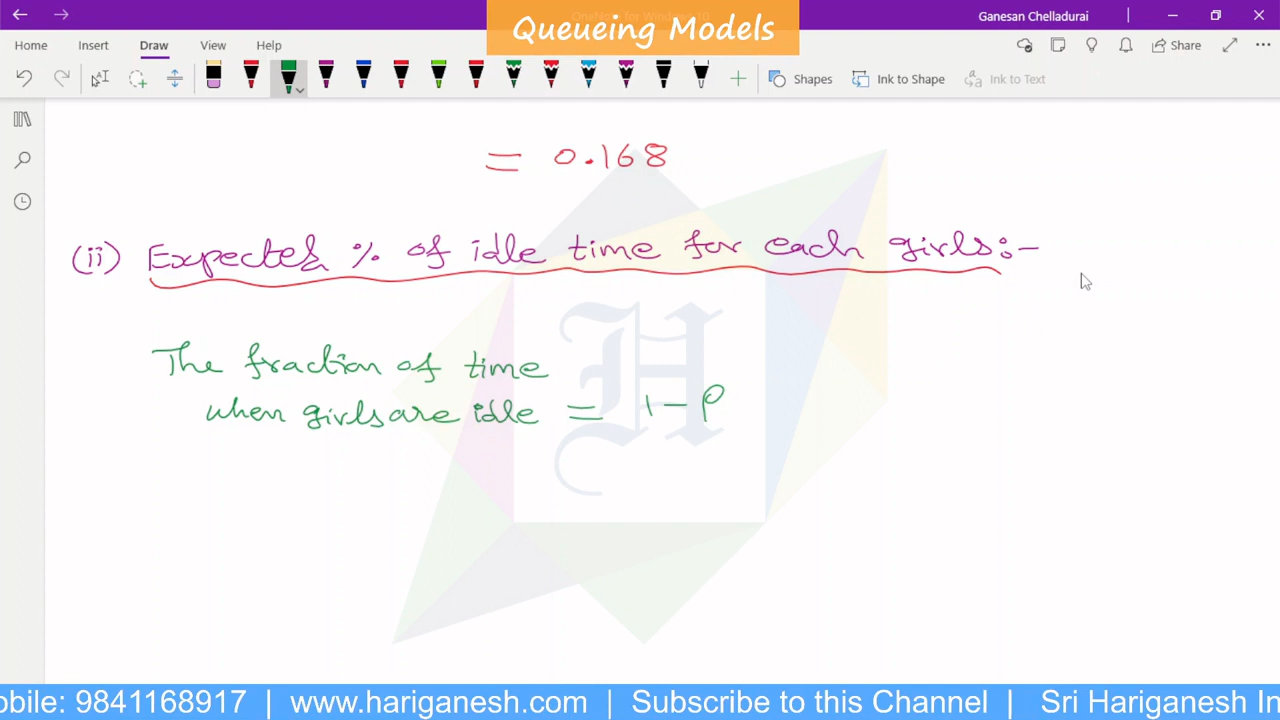 Queueing Models
Ganesan Chelladurai
Home Insert Draw View Help
Share
Shapes
Ink to Shape
Ink to Text
= 0.168
(ii) Expected % of idle time for each girls:-
The fraction of time
when girls are idle = 1-ρ
H
obile: 9841168917 | www.hariganesh.com | Subscribe to this Channel | Sri Hariganesh In